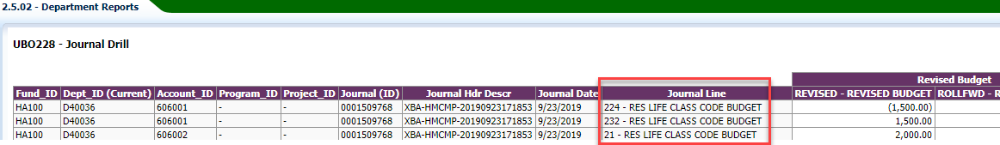 2.5.02 - Department Reports
UBO228 - Journal Drill
Revised Budget
Fund_ID Dept_ID (Current) Account_ID Program_ID Project_ID Journal (ID) Journal Hdr Descr Journal Date Journal Line REVISED - REVISED BUDGET ROLLFWD - R
HA100 D40036 606001 - - 0001509768 XBA-HMCMP-20190923171853 9/23/2019 224 - RES LIFE CLASS CODE BUDGET (1,500.00)
HA100 D40036 606001 - - 0001509768 XBA-HMCMP-20190923171853 9/23/2019 232 - RES LIFE CLASS CODE BUDGET 1,500.00
HA100 D40036 606002 - - 0001509768 XBA-HMCMP-20190923171853 9/23/2019 21 - RES LIFE CLASS CODE BUDGET 2,000.00